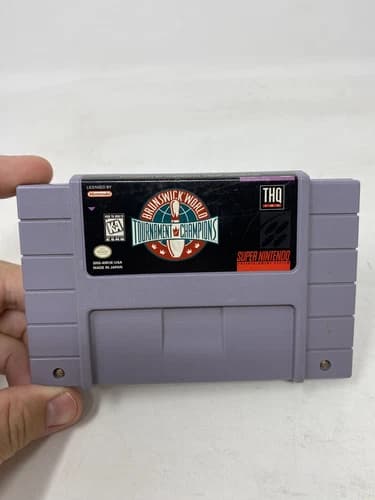 LICENSED BY
Nintendo
BRUNSWICK WORLD
TOURNAMENT OF CHAMPIONS
K-A
THQ
SUPER NINTENDO
ENTERTAINMENT SYSTEM
MADE IN JAPAN